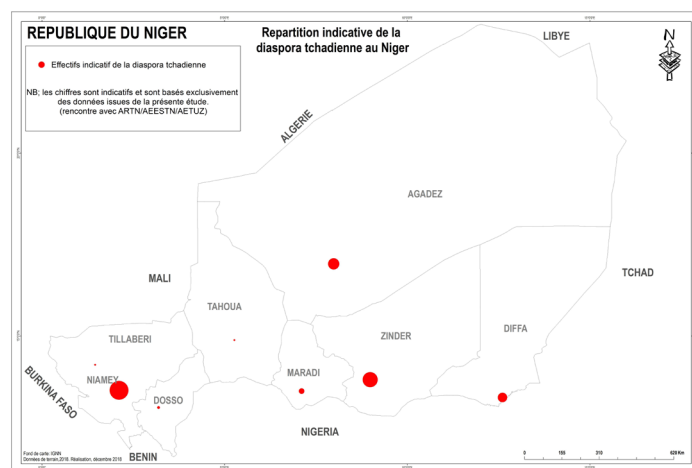 REPUBLIQUE DU NIGER
Effectifs indicatif de la diaspora tchadienne
NB; les chiffres sont indicatifs et sont basés exclusivement
des données issues de la présente étude.
(rencontre avec ARTN/AEESTN/AETUZ)
Repartition indicative de la
diaspora tchadienne au Niger
LIBYE
N
ALGERIE
AGADEZ
MALI
TCHAD
TAHOUA
TILLABERI
ZINDER
DIFFA
NIAMEY
MARADI
DOSSO
BURKINA FASO
NIGERIA
BENIN
Fond de carte: IGNN
Données de terrain,2018. Réalisation, décembre 2018
0 155 310 620 Km